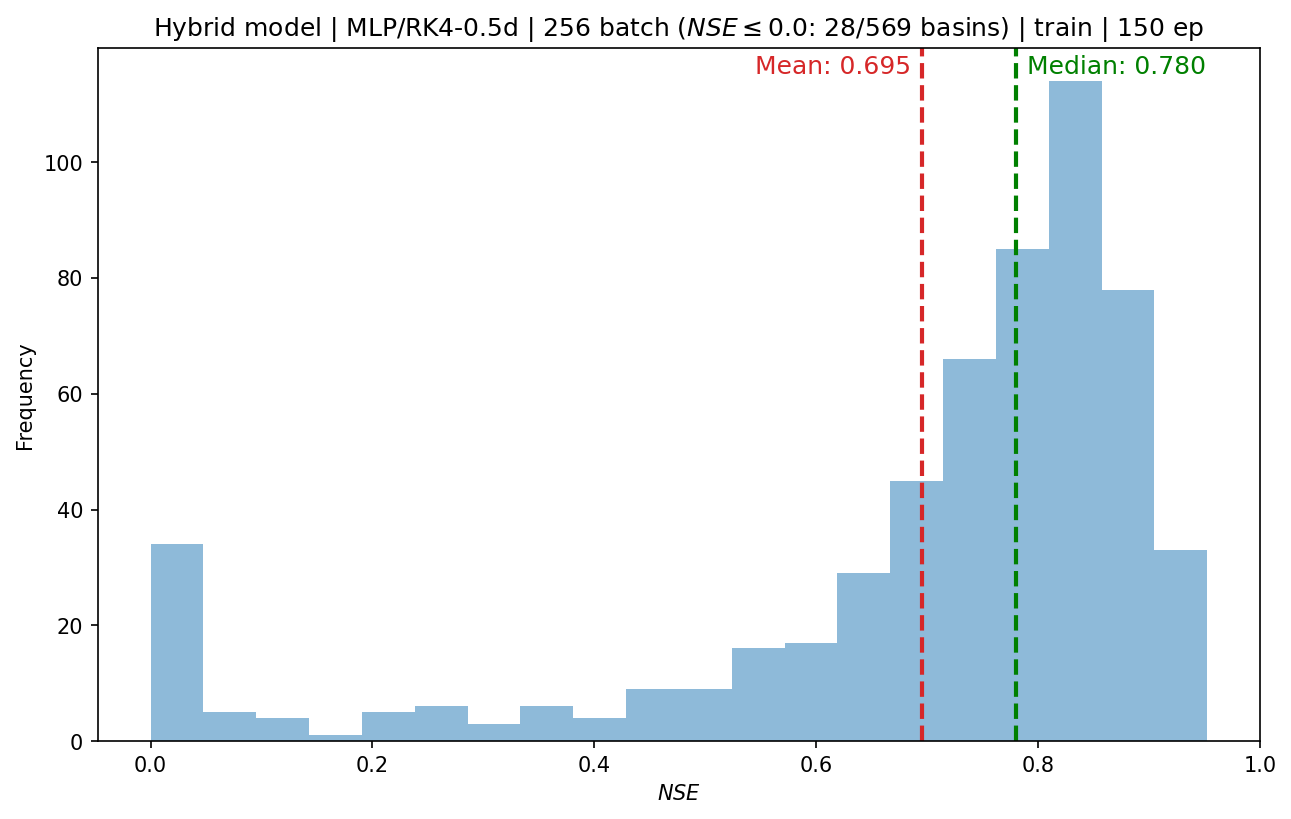 Hybrid model | MLP/RK4-0.5d | 256 batch (NSE ≤ 0.0: 28/569 basins) | train | 150 ep
Mean: 0.695
Median: 0.780
100
80
60
40
20
0
Frequency
0.0
0.2
0.4
0.6
0.8
1.0
NSE